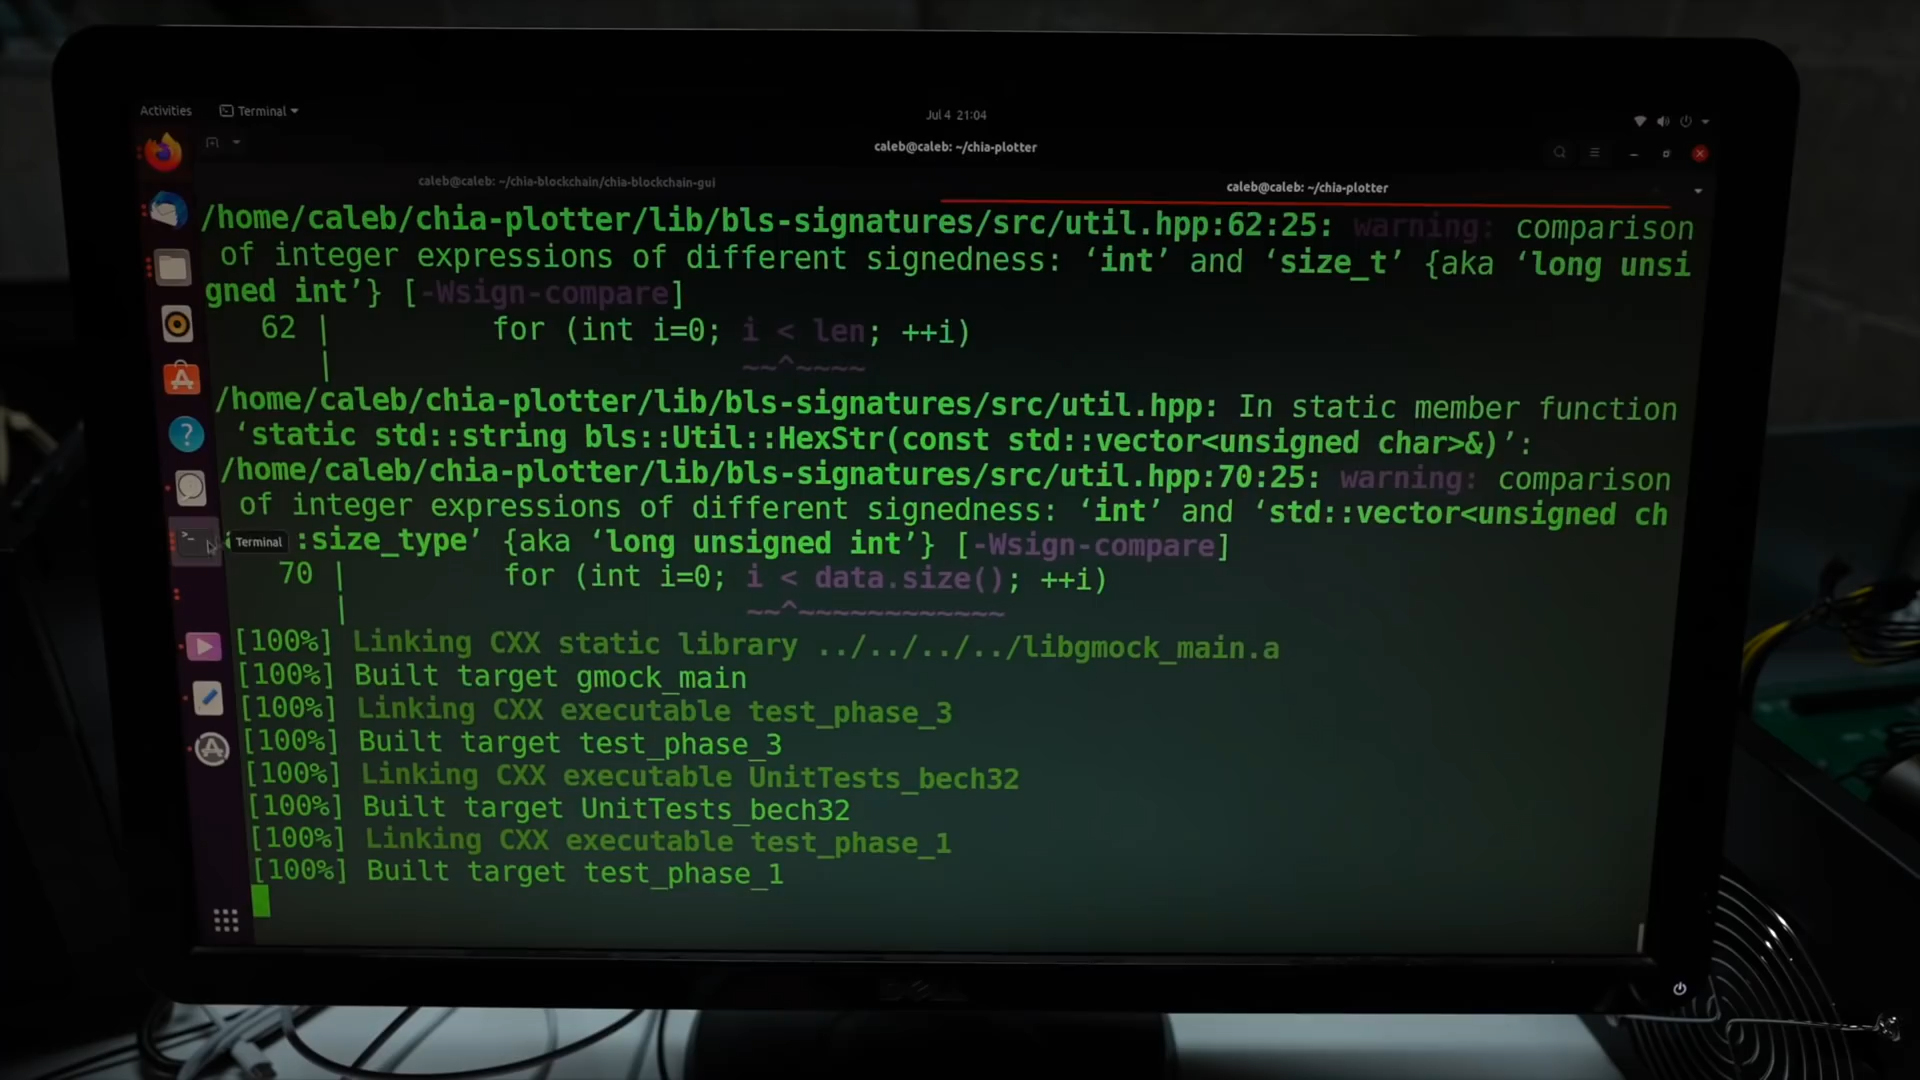 Activities
Terminal
Jul 4 21:04
caleb@caleb: ~/chia-plotter
caleb@caleb: ~/chia-blockchain/chia-blockchain-gui
caleb@caleb: ~/chia-plotter
/home/caleb/chia-plotter/lib/bls-signatures/src/util.hpp:62:25: warning: comparison
of integer expressions of different signedness: ‘int’ and ‘size_t’ {aka ‘long unsi
gned int’} [-Wsign-compare]
62 | for (int i=0; i < len; ++i)
| ~~^~~~~
/home/caleb/chia-plotter/lib/bls-signatures/src/util.hpp: In static member function
‘static std::string bls::Util::HexStr(const std::vector<unsigned char>&)’:
/home/caleb/chia-plotter/lib/bls-signatures/src/util.hpp:70:25: warning: comparison
of integer expressions of different signedness: ‘int’ and ‘std::vector<unsigned ch
Terminal
:size_type’ {aka ‘long unsigned int’} [-Wsign-compare]
70 | for (int i=0; i < data.size(); ++i)
| ~~^~~~~~~~~~~~~
[100%] Linking CXX static library ../../../../libgmock_main.a
[100%] Built target gmock_main
[100%] Linking CXX executable test_phase_3
[100%] Built target test_phase_3
[100%] Linking CXX executable UnitTests_bech32
[100%] Built target UnitTests_bech32
[100%] Linking CXX executable test_phase_1
[100%] Built target test_phase_1